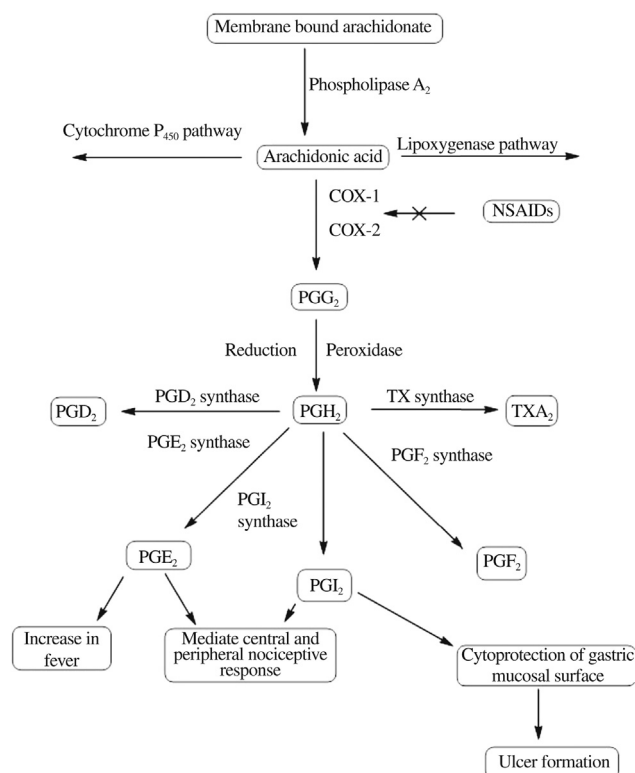 Membrane bound arachidonate
Phospholipase A₂
Cytochrome P₄₅₀ pathway
Arachidonic acid
Lipoxygenase pathway
COX-1
COX-2
NSAIDs
PGG₂
Reduction
Peroxidase
PGD₂
PGD₂ synthase
PGH₂
TX synthase
TXA₂
PGE₂ synthase
PGF₂ synthase
PGI₂
synthase
PGE₂
PGF₂
PGI₂
Increase in
fever
Mediate central and
peripheral nociceptive
response
Cytoprotection of gastric
mucosal surface
Ulcer formation